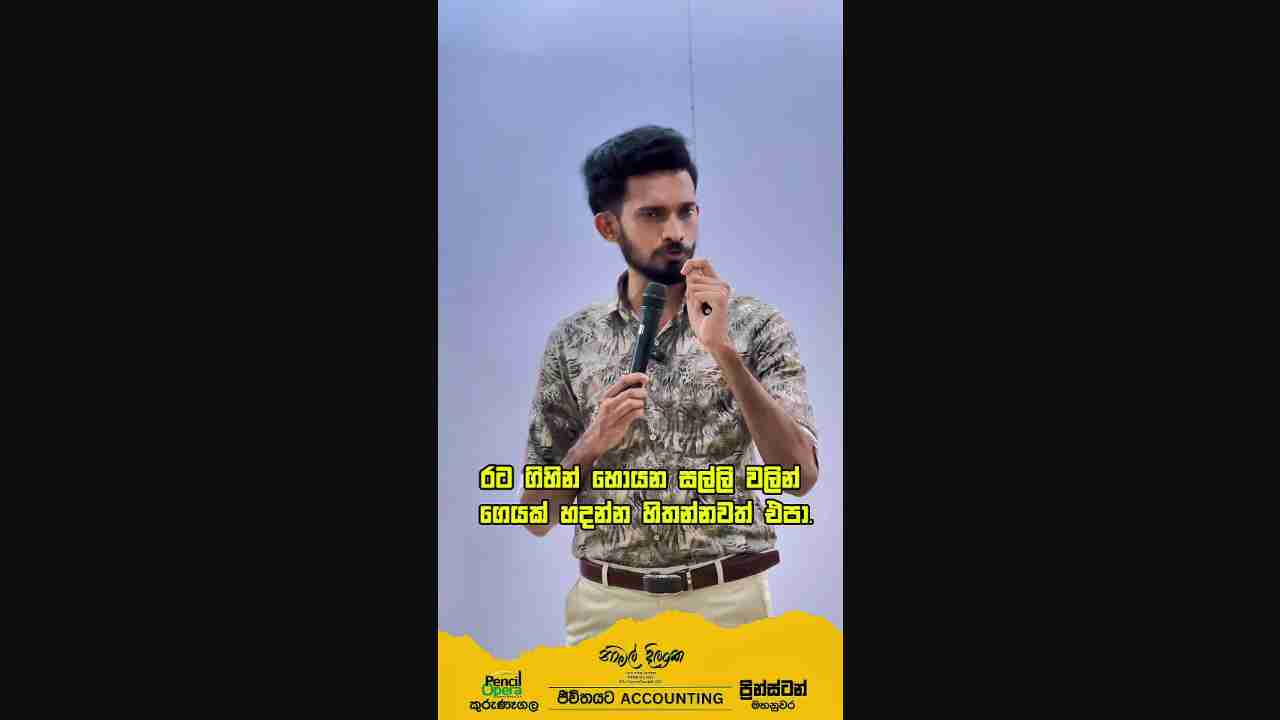 රට ගිහින් හොයන සල්ලි වලින්
ගෙයක් හදන්න හිතන්නවත් එපා.
Pencil
Opera
කුරුණෑගල
ජීවිතයට ACCOUNTING
ප්‍රින්ස්ටන්
මහනුවර